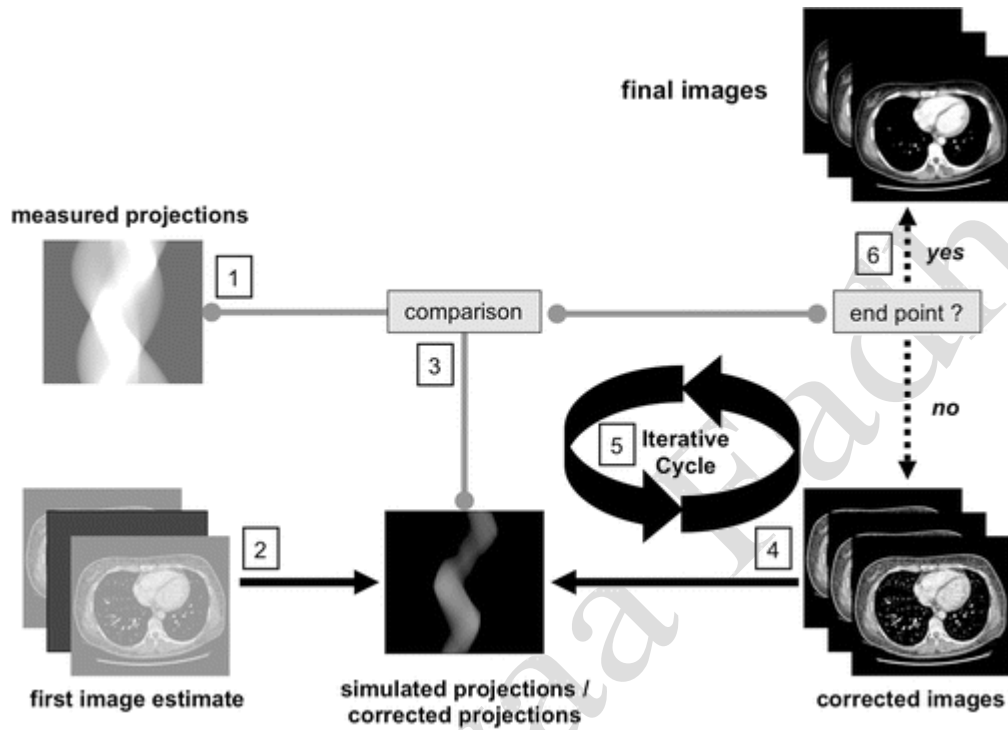 final images
measured projections
1
6
yes
comparison
end point ?
3
no
5
Iterative
Cycle
2
4
first image estimate
simulated projections /
corrected projections
corrected images